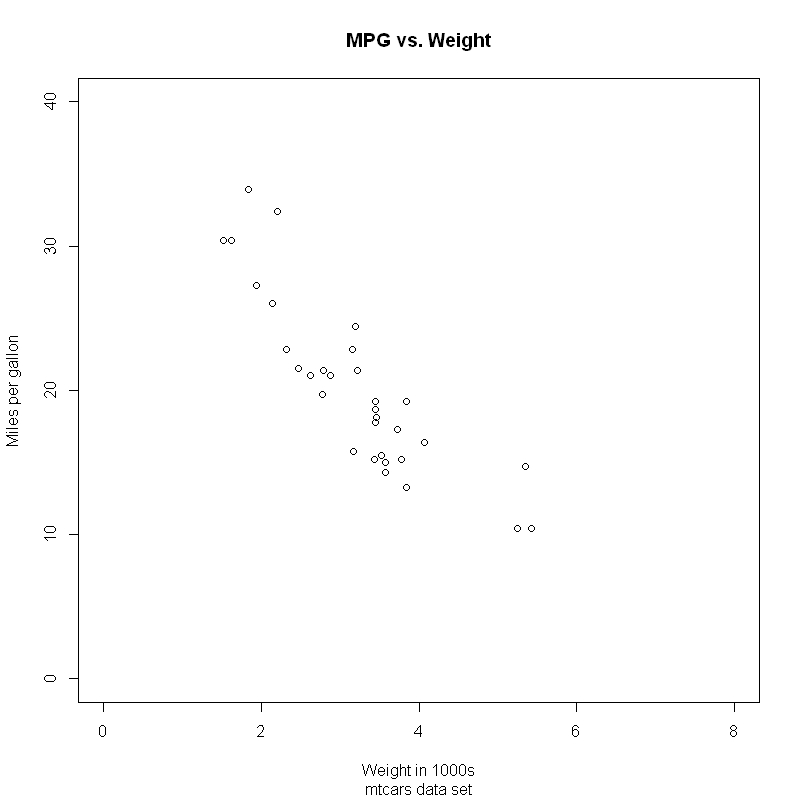 MPG vs. Weight
Miles per gallon
40
30
20
10
0
0 2 4 6 8
Weight in 1000s
mtcars data set